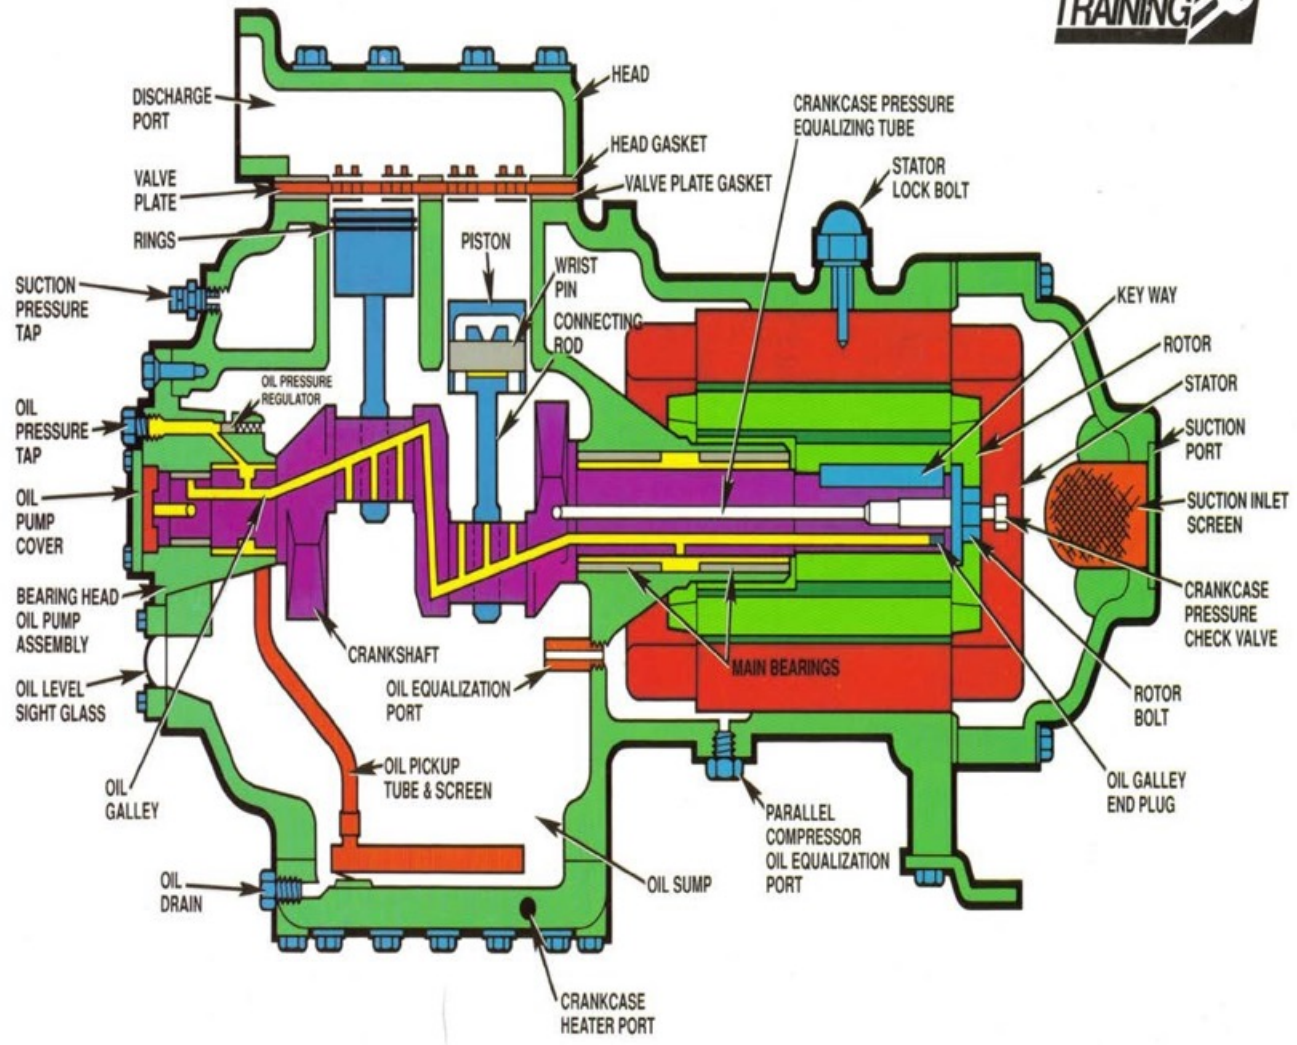 TRAINING
DISCHARGE
PORT
VALVE
PLATE
RINGS
SUCTION
PRESSURE
TAP
OIL
PRESSURE
TAP
OIL
PUMP
COVER
BEARING HEAD
OIL PUMP
ASSEMBLY
OIL LEVEL
SIGHT GLASS
OIL
GALLEY
OIL
DRAIN
HEAD
HEAD GASKET
VALVE PLATE GASKET
PISTON
WRIST
PIN
CONNECTING
ROD
OIL PRESSURE
REGULATOR
CRANKSHAFT
OIL EQUALIZATION
PORT
OIL PICKUP
TUBE & SCREEN
OIL SUMP
CRANKCASE
HEATER PORT
CRANKCASE PRESSURE
EQUALIZING TUBE
STATOR
LOCK BOLT
MAIN BEARINGS
PARALLEL
COMPRESSOR
OIL EQUALIZATION
PORT
KEY WAY
ROTOR
STATOR
SUCTION
PORT
SUCTION INLET
SCREEN
CRANKCASE
PRESSURE
CHECK VALVE
ROTOR
BOLT
OIL GALLEY
END PLUG